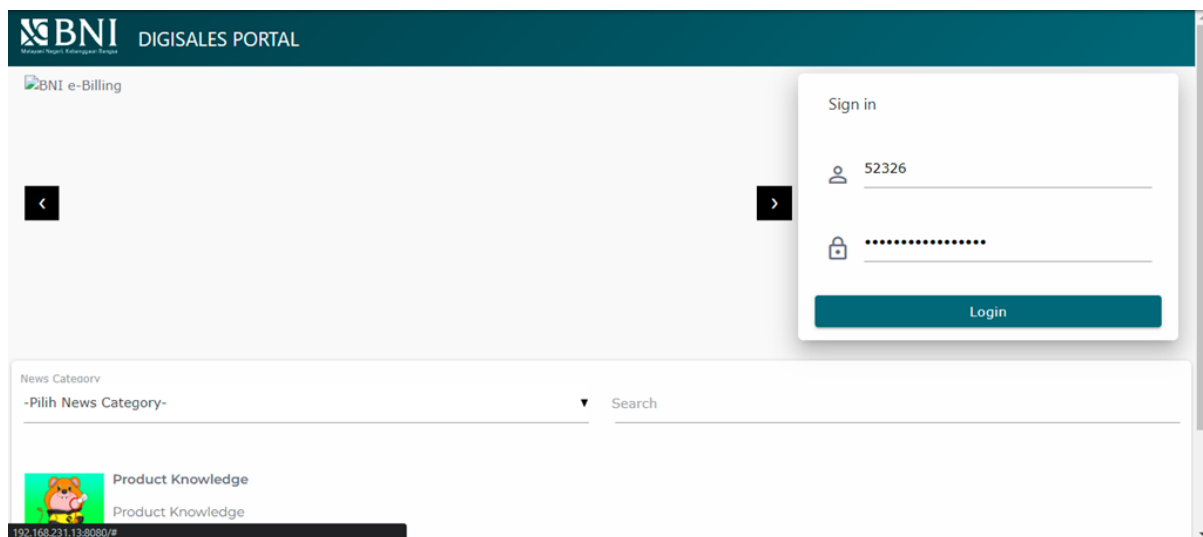 BNI DIGISALES PORTAL
Melayani Negeri, Kebanggaan Bangsa
BNI e-Billing
Sign in
52326
•••••••••••••••••
Login
News Category
-Pilih News Category-
Search
Product Knowledge
Product Knowledge
192.168.231.13:8080/#